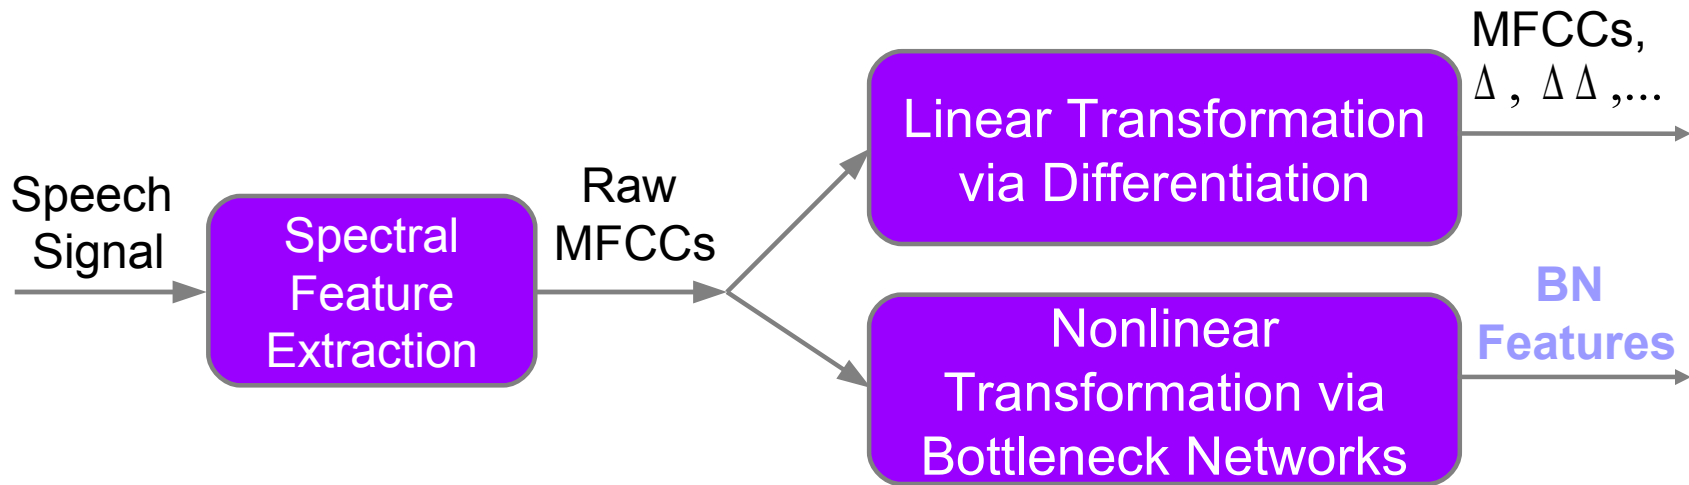 Speech
Signal
Spectral
Feature
Extraction
Raw
MFCCs
Linear Transformation
via Differentiation
MFCCs,
Δ , Δ Δ ,...
Nonlinear
Transformation via
Bottleneck Networks
BN
Features